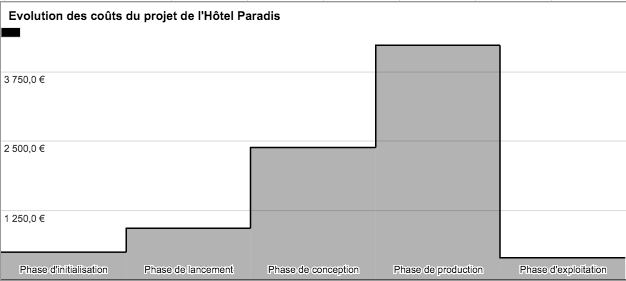 Evolution des coûts du projet de l'Hôtel Paradis
3 750,0 €
2 500,0 €
1 250,0 €
Phase d'initialisation Phase de lancement Phase de conception Phase de production Phase d'exploitation